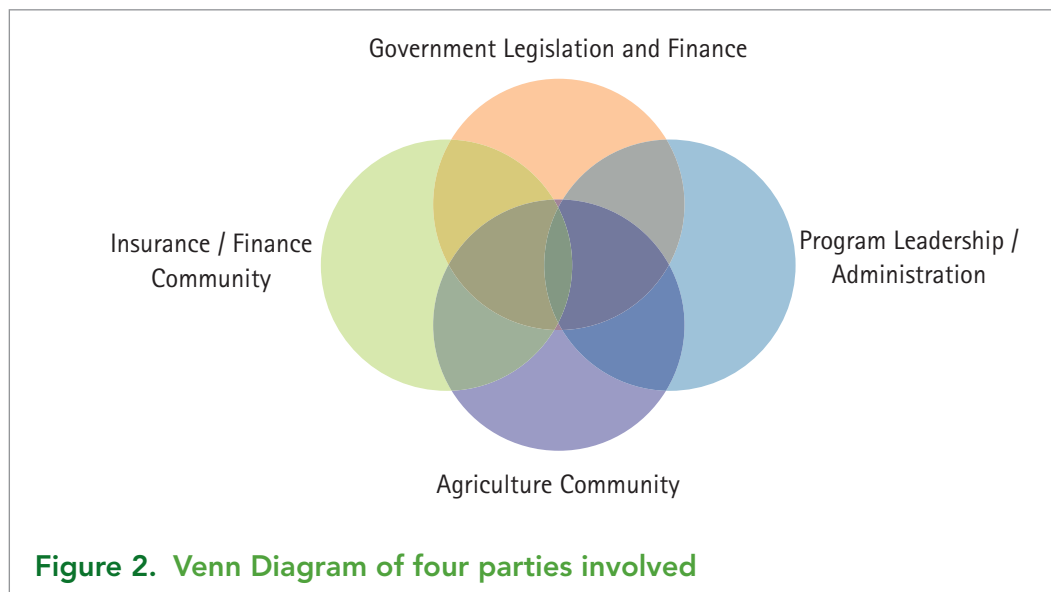 Government Legislation and Finance
Insurance / Finance
Community
Program Leadership /
Administration
Agriculture Community
Figure 2. Venn Diagram of four parties involved